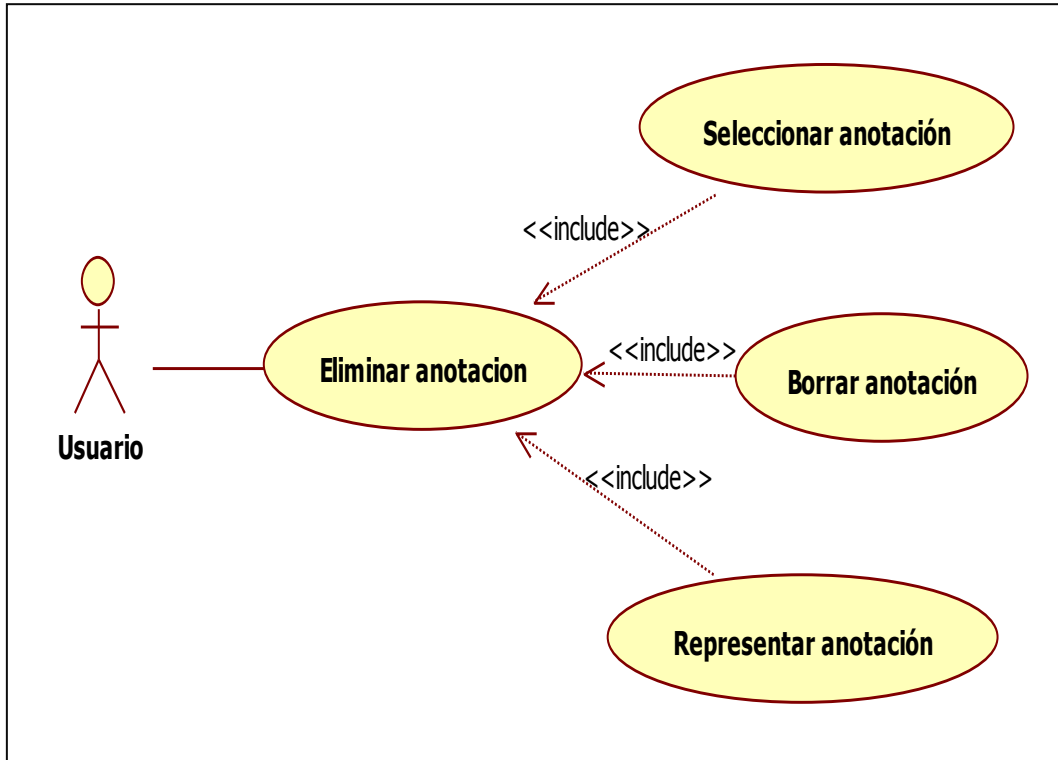 Seleccionar anotación
<<include>>
<<include>>
Eliminar anotacion
Borrar anotación
Usuario
<<include>>
Representar anotación